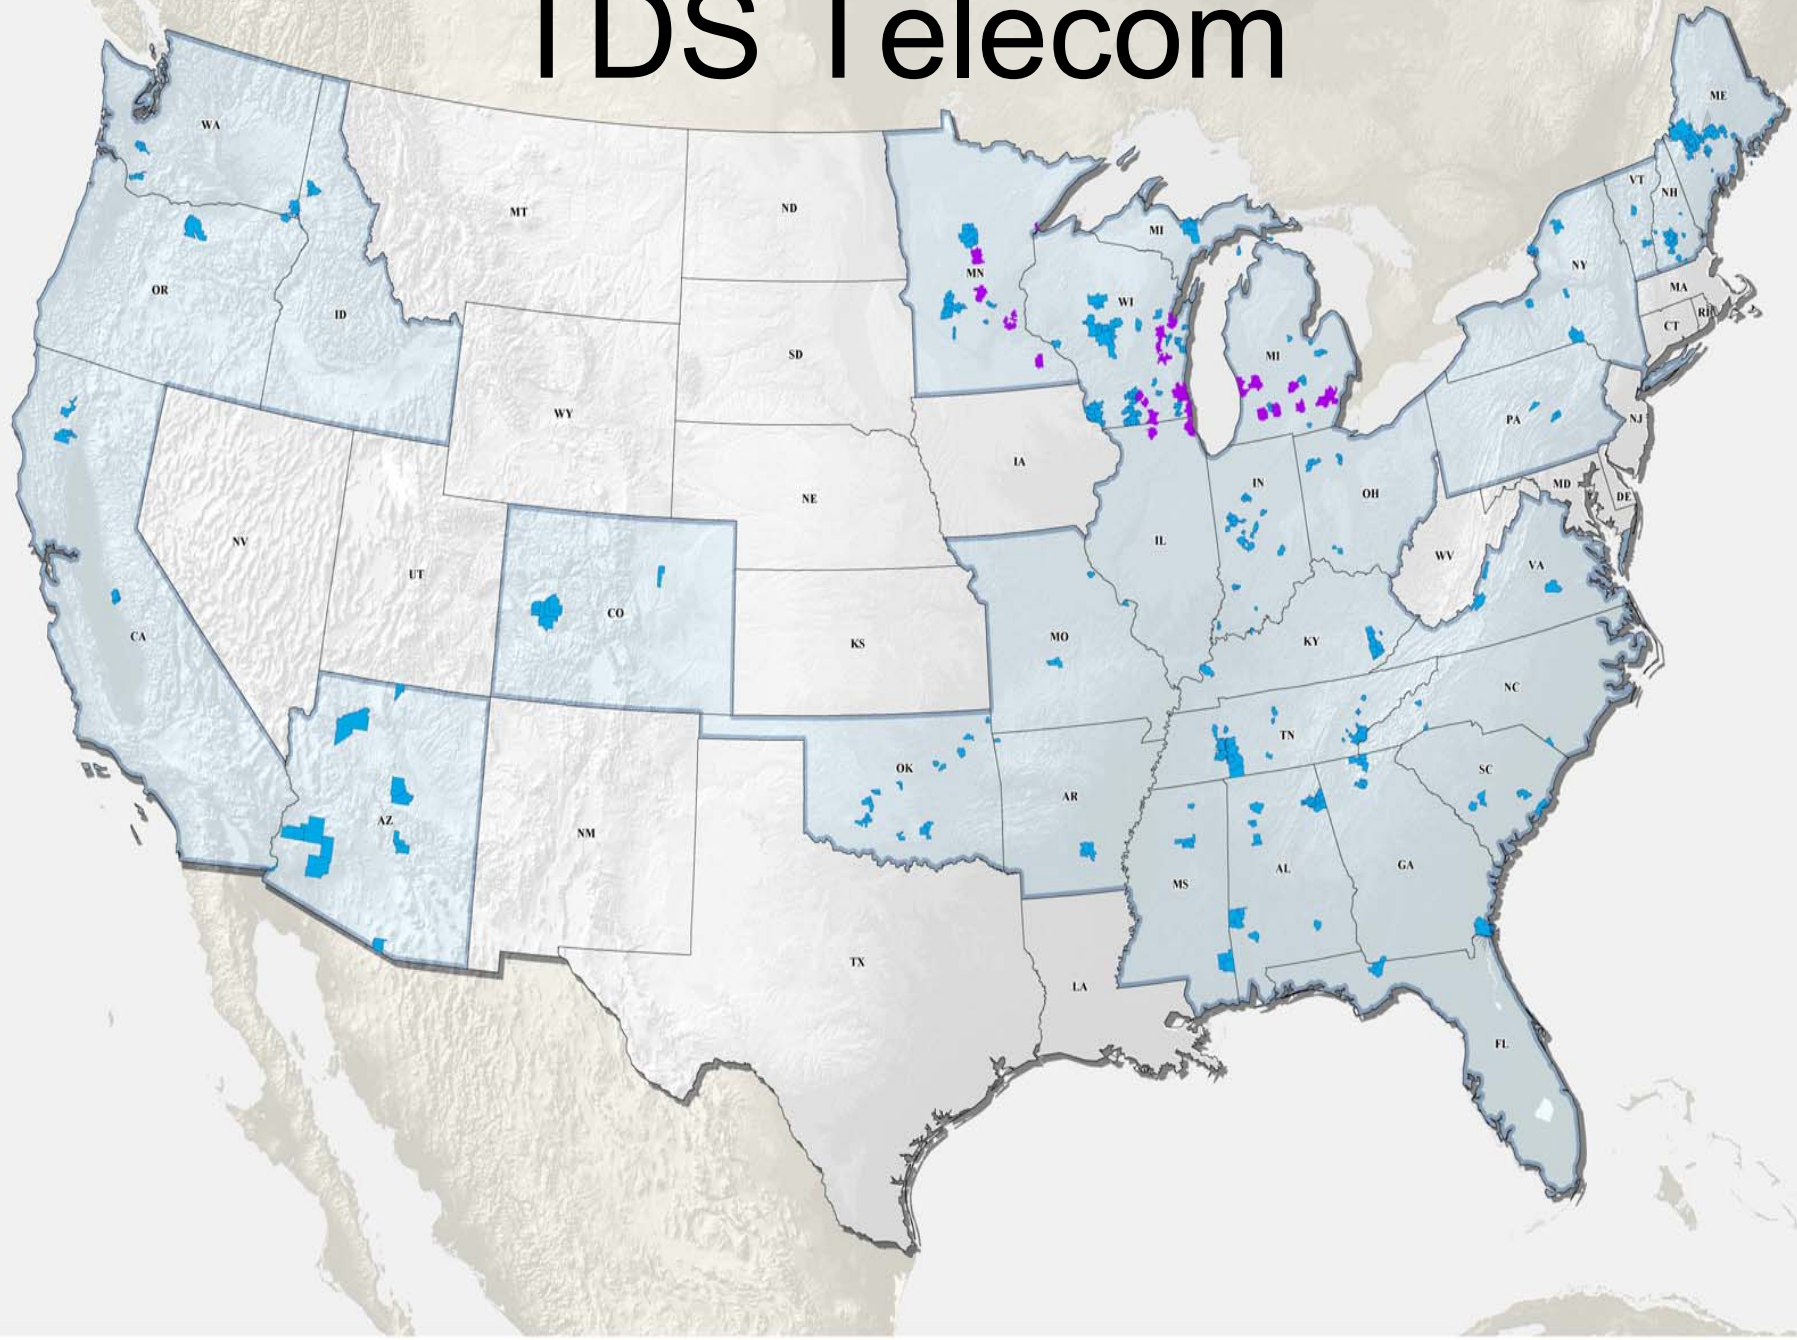 TDS Telecom
ME
WA
VT
NH
MT
ND
MI
NY
MN
MA
OR
WI
RI
ID
CT
SD
MI
WY
PA
NJ
IA
IN
MD
NE
OH
DE
NV
IL
WV
VA
UT
CO
CA
MO
KY
KS
NC
TN
OK
SC
AR
AZ
NM
GA
AL
MS
TX
LA
FL